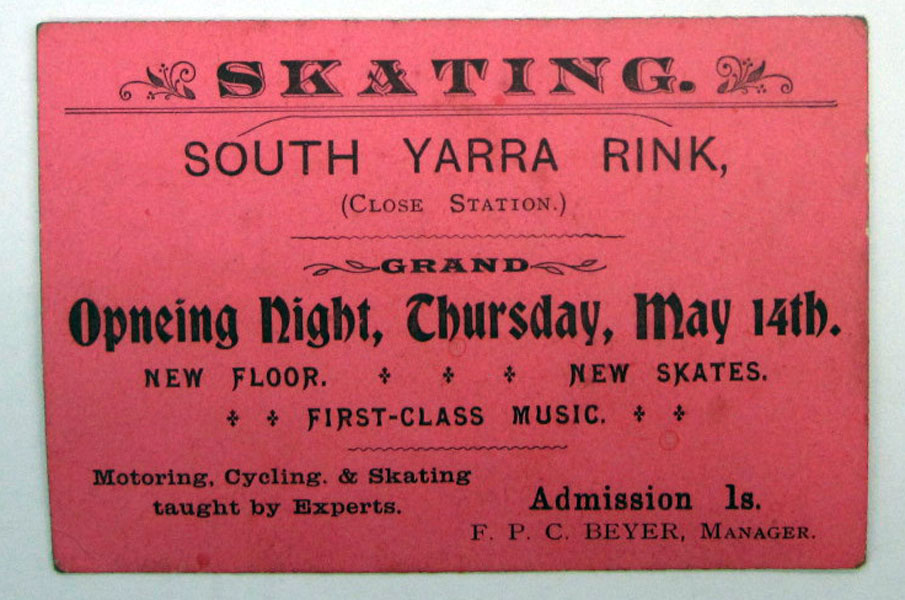 SKATING.
SOUTH YARRA RINK,
(CLOSE STATION.)
GRAND
Opneing Night, Thursday, May 14th.
NEW FLOOR. NEW SKATES.
FIRST-CLASS MUSIC.
Motoring, Cycling. & Skating
taught by Experts.
Admission 1s.
F. P. C. BEYER, MANAGER.